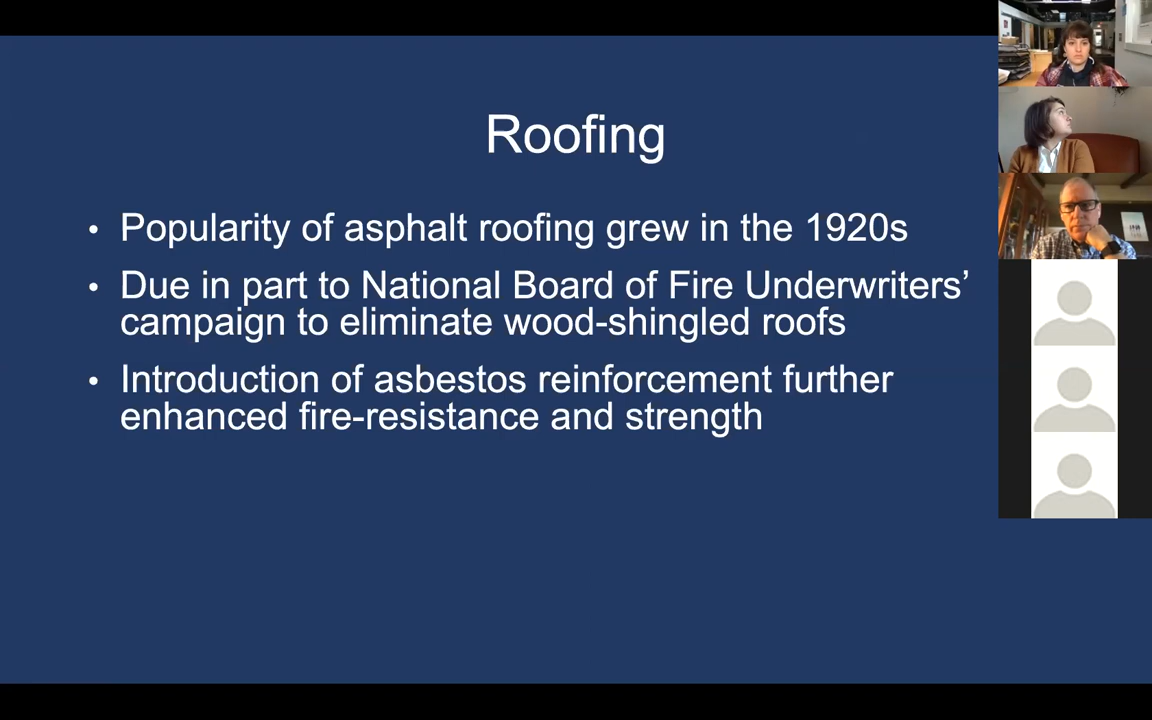 Roofing
• Popularity of asphalt roofing grew in the 1920s
• Due in part to National Board of Fire Underwriters’
campaign to eliminate wood-shingled roofs
• Introduction of asbestos reinforcement further
enhanced fire-resistance and strength